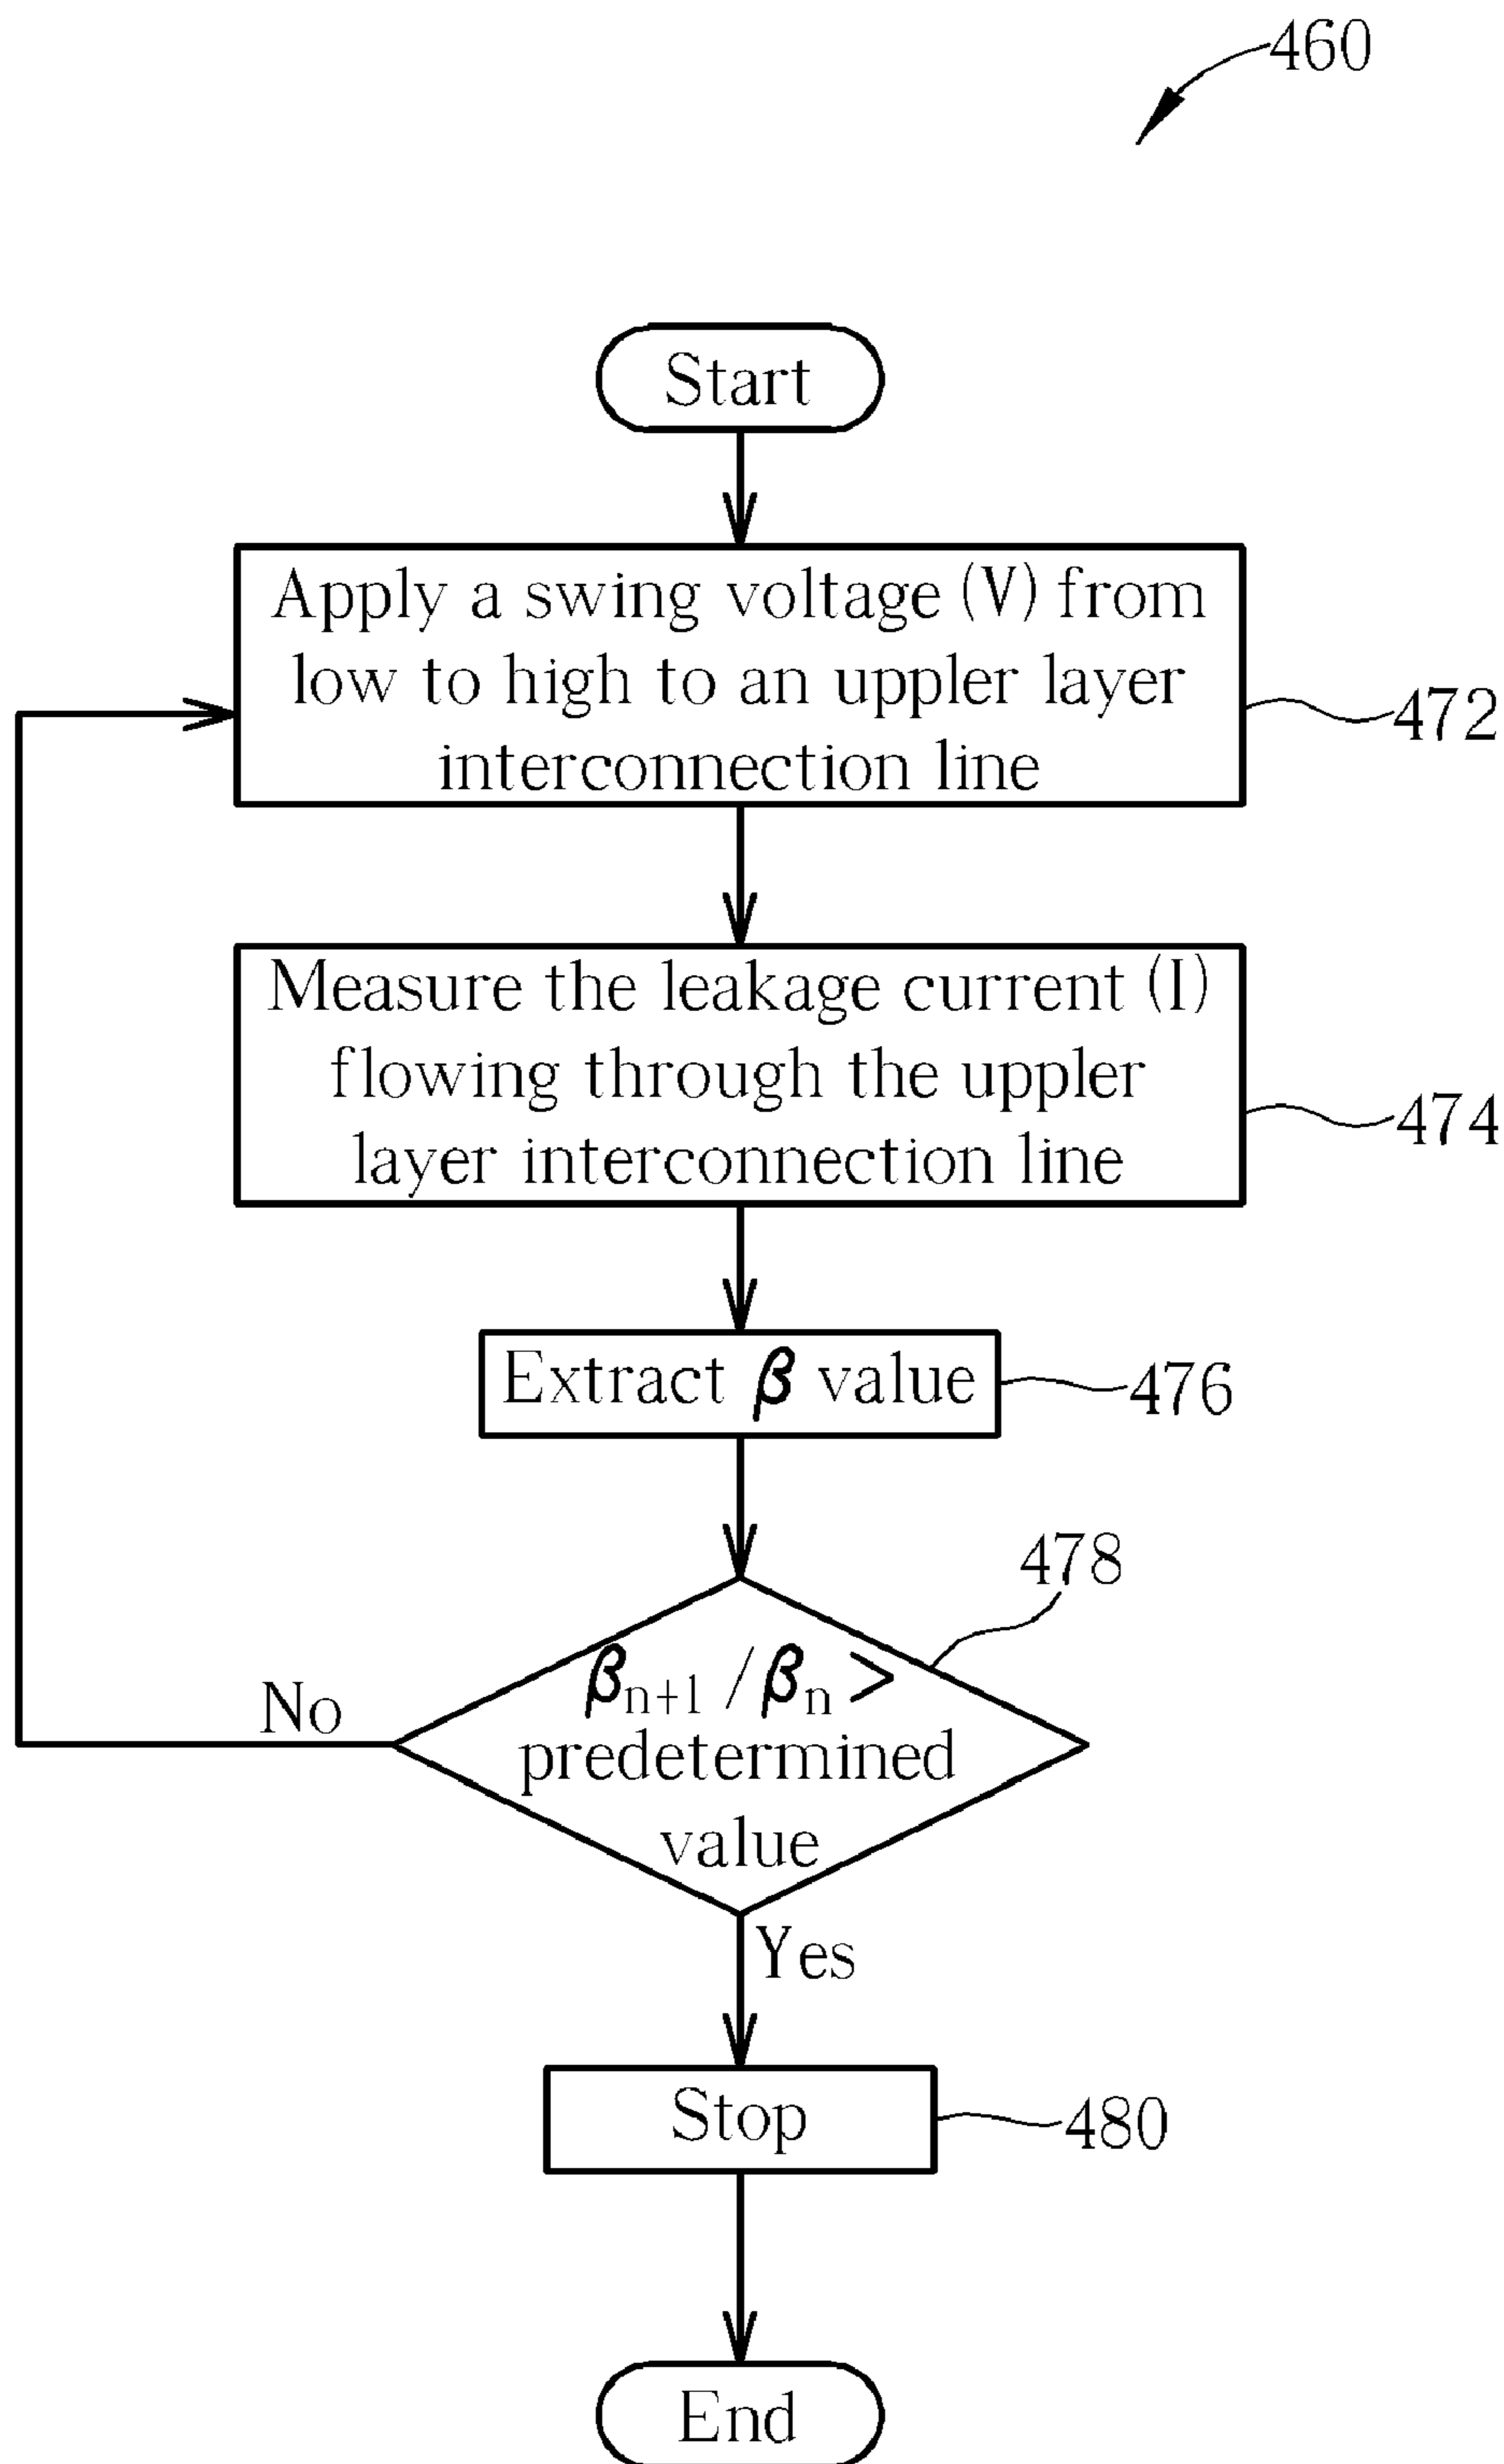 460
Start
Apply a swing voltage (V) from
low to high to an uppler layer
interconnection line
472
Measure the leakage current (I)
flowing through the uppler
layer interconnection line
474
Extract β value
476
478
βn+1 / βn >
predetermined
value
No
Yes
Stop
480
End